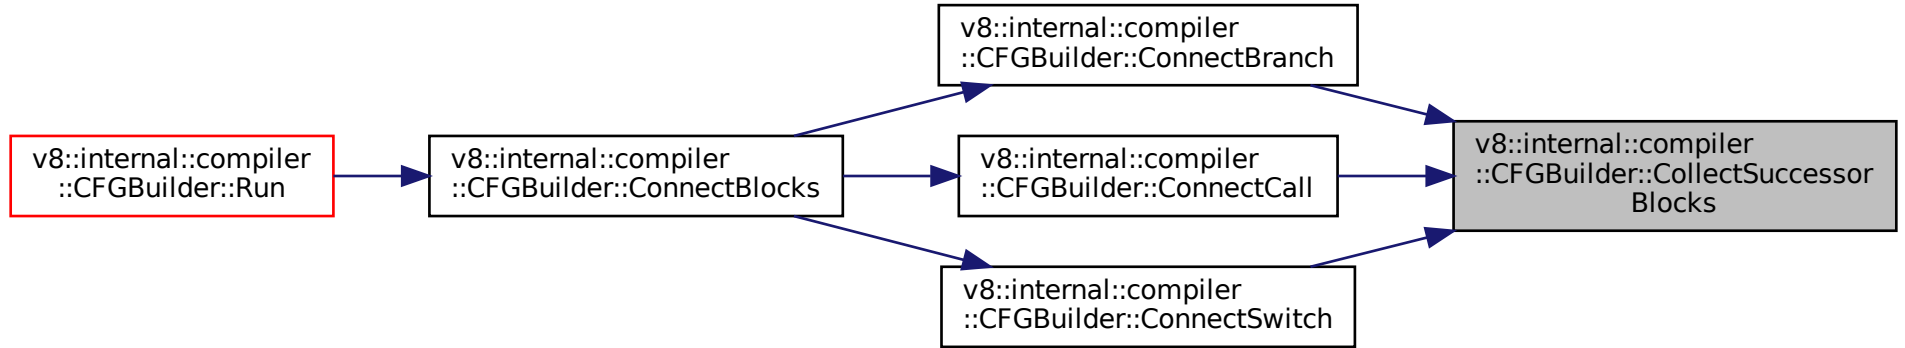 v8::internal::compiler
::CFGBuilder::Run
v8::internal::compiler
::CFGBuilder::ConnectBlocks
v8::internal::compiler
::CFGBuilder::ConnectBranch
v8::internal::compiler
::CFGBuilder::ConnectCall
v8::internal::compiler
::CFGBuilder::ConnectSwitch
v8::internal::compiler
::CFGBuilder::CollectSuccessor
Blocks